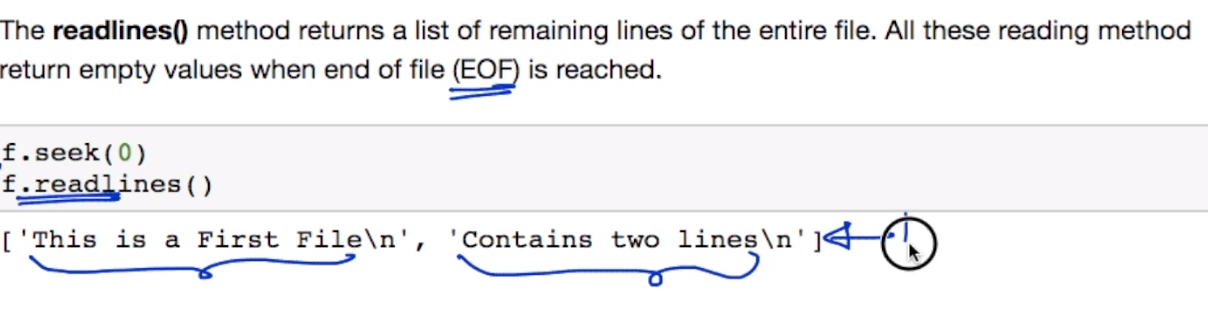 The readlines() method returns a list of remaining lines of the entire file. All these reading method
return empty values when end of file (EOF) is reached.
f.seek(0)
f.readlines()
['This is a First File\n', 'Contains two lines\n']